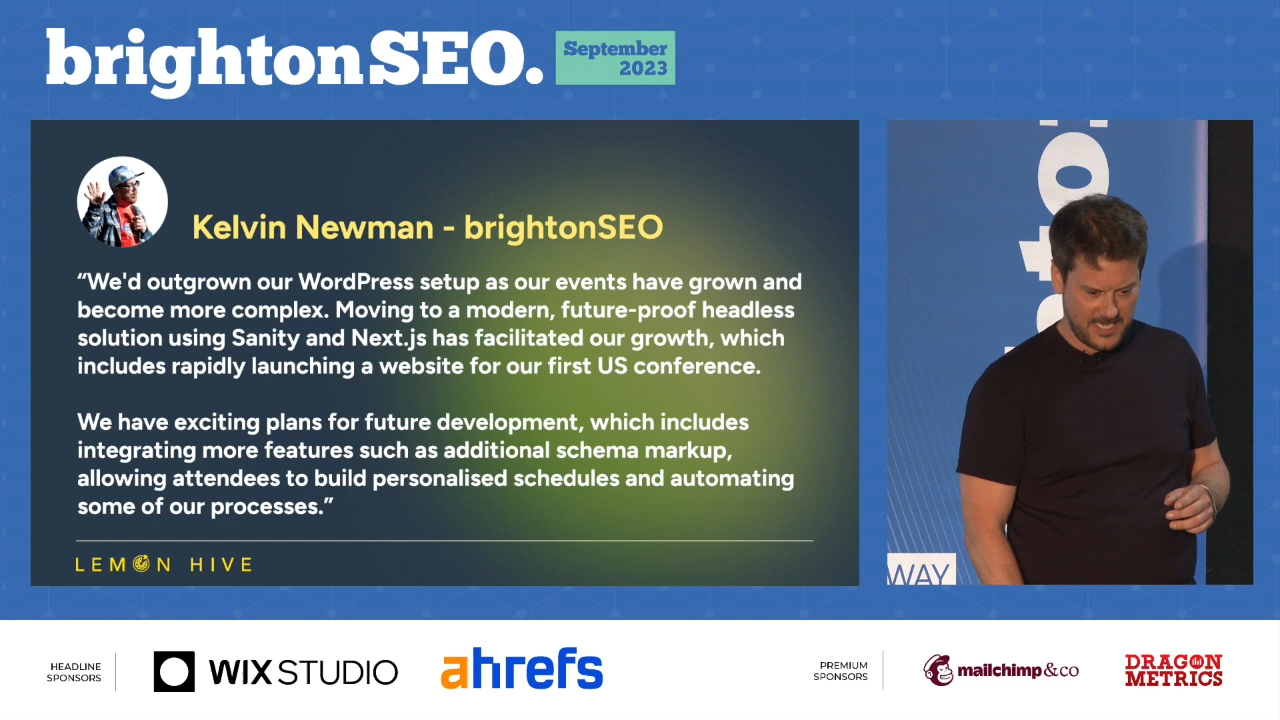 brightonSEO.
September
2023
Kelvin Newman - brightonSEO
“We'd outgrown our WordPress setup as our events have grown and
become more complex. Moving to a modern, future-proof headless
solution using Sanity and Next.js has facilitated our growth, which
includes rapidly launching a website for our first US conference.
We have exciting plans for future development, which includes
integrating more features such as additional schema markup,
allowing attendees to build personalised schedules and automating
some of our processes.”
LEMON HIVE
WAY
HEADLINE
SPONSORS
WIX STUDIO
ahrefs
PREMIUM
SPONSORS
mailchimp&co
DRAGON
METRICS